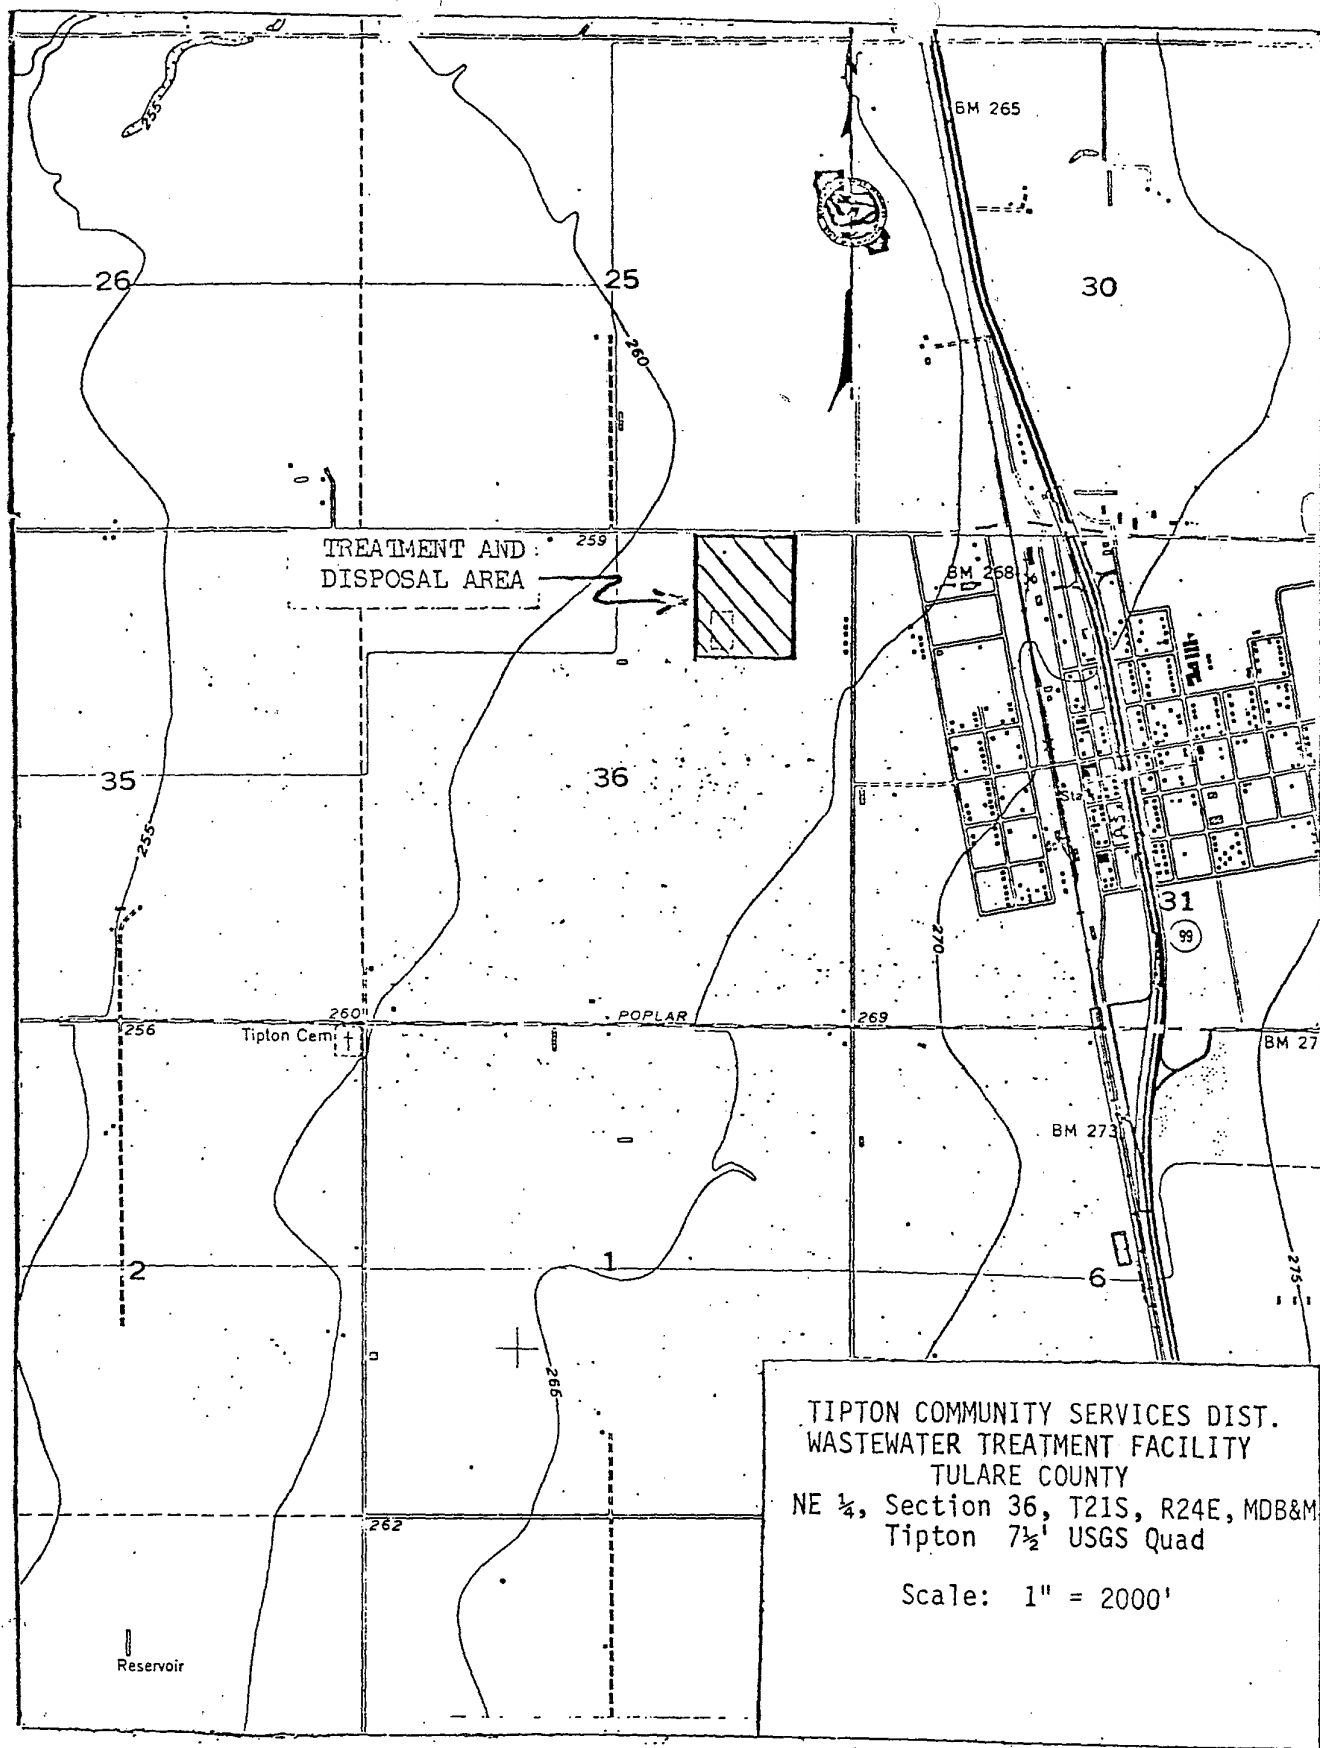 255
BM 265
26
25
30
260
TREATMENT AND
DISPOSAL AREA
259
BM 268
35
36
255
Sta
31
99
270
256
260
Tipton Cem
POPLAR
269
BM 27
BM 273
2
1
6
275
265
262
Reservoir
TIPTON COMMUNITY SERVICES DIST.
WASTEWATER TREATMENT FACILITY
TULARE COUNTY
NE ¼, Section 36, T21S, R24E, MDB&M
Tipton 7½' USGS Quad
Scale: 1" = 2000'